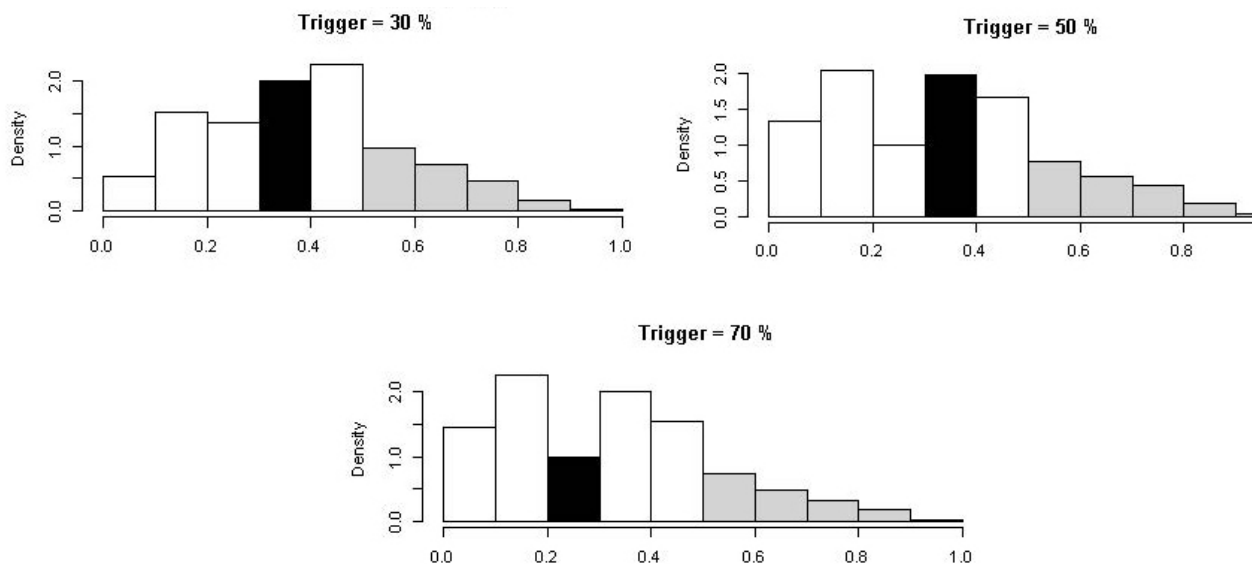 Trigger = 30 %
Density
0.0 1.0 2.0
0.0 0.2 0.4 0.6 0.8 1.0
Trigger = 50 %
Density
0.0 0.5 1.0 1.5 2.0
0.0 0.2 0.4 0.6 0.8
Trigger = 70 %
Density
0.0 1.0 2.0
0.0 0.2 0.4 0.6 0.8 1.0